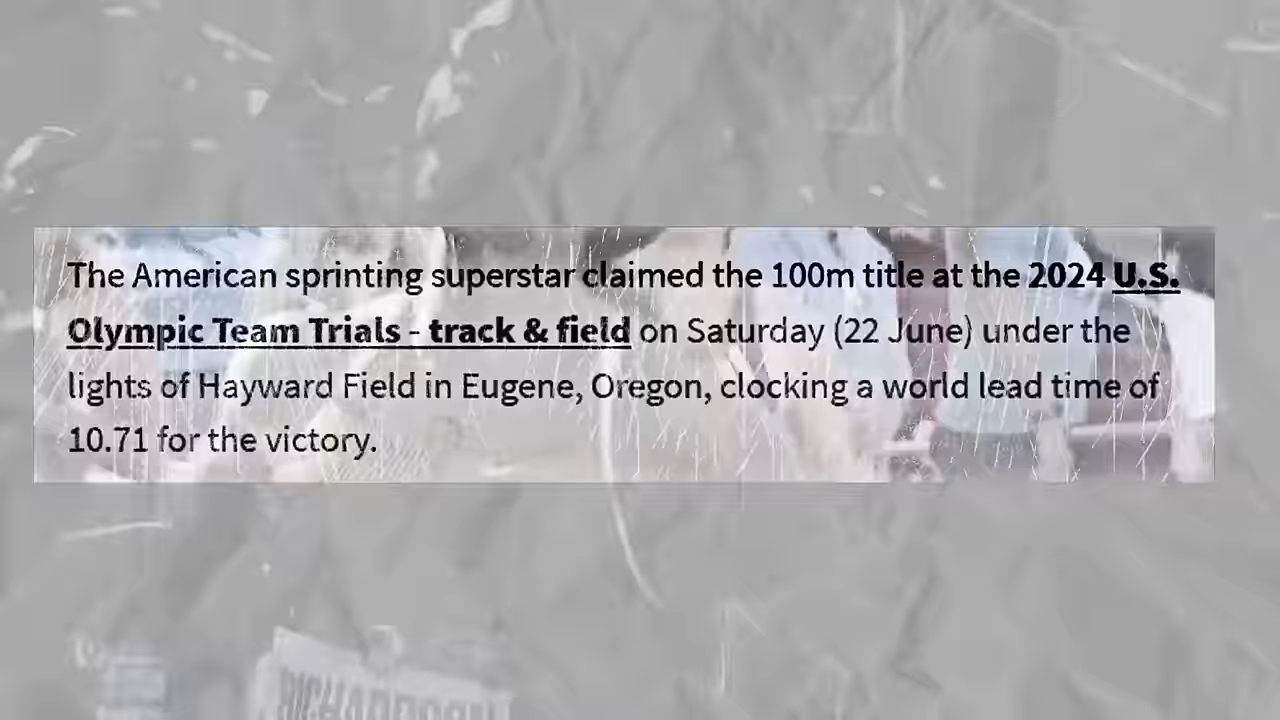 The American sprinting superstar claimed the 100m title at the 2024 U.S.
Olympic Team Trials - track & field on Saturday (22 June) under the
lights of Hayward Field in Eugene, Oregon, clocking a world lead time of
10.71 for the victory.
RICHARDSON